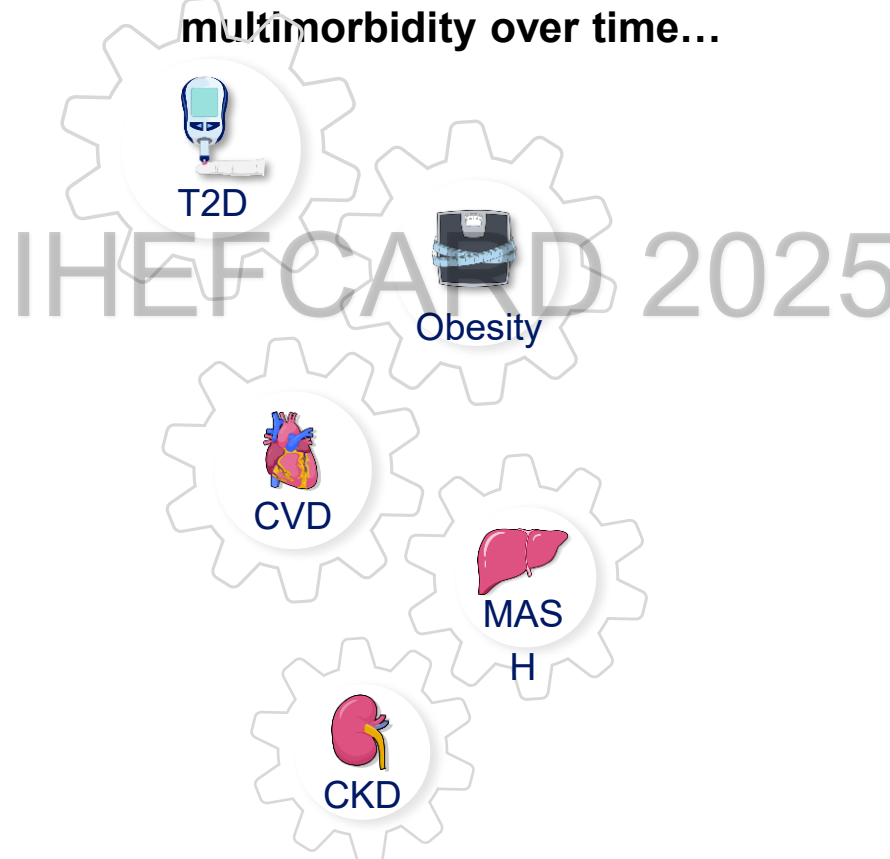 multimorbidity over time…
T2D
IHEFCARD 2025
Obesity
CVD
MAS
H
CKD